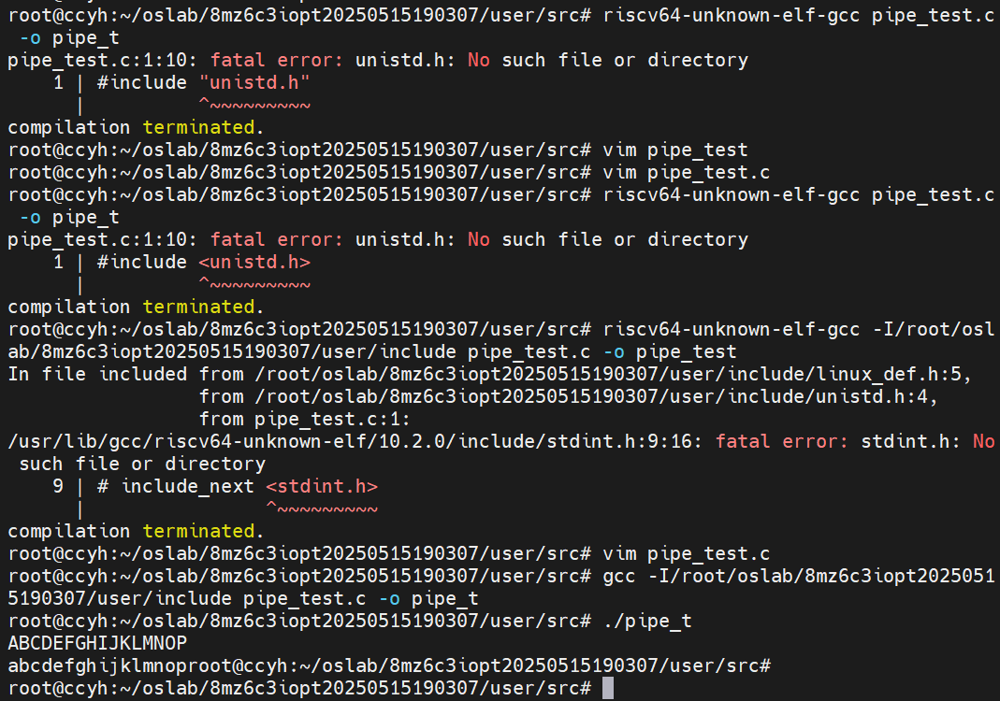 root@ccyh:~/oslab/8mz6c3iopt20250515190307/user/src# riscv64-unknown-elf-gcc pipe_test.c
 -o pipe_t
pipe_test.c:1:10: fatal error: unistd.h: No such file or directory
    1 | #include "unistd.h"
      |          ^~~~~~~~~~
compilation terminated.
root@ccyh:~/oslab/8mz6c3iopt20250515190307/user/src# vim pipe_test
root@ccyh:~/oslab/8mz6c3iopt20250515190307/user/src# vim pipe_test.c
root@ccyh:~/oslab/8mz6c3iopt20250515190307/user/src# riscv64-unknown-elf-gcc pipe_test.c
 -o pipe_t
pipe_test.c:1:10: fatal error: unistd.h: No such file or directory
    1 | #include <unistd.h>
      |          ^~~~~~~~~~
compilation terminated.
root@ccyh:~/oslab/8mz6c3iopt20250515190307/user/src# riscv64-unknown-elf-gcc -I/root/osl
ab/8mz6c3iopt20250515190307/user/include pipe_test.c -o pipe_test
In file included from /root/oslab/8mz6c3iopt20250515190307/user/include/linux_def.h:5,
                 from /root/oslab/8mz6c3iopt20250515190307/user/include/unistd.h:4,
                 from pipe_test.c:1:
/usr/lib/gcc/riscv64-unknown-elf/10.2.0/include/stdint.h:9:16: fatal error: stdint.h: No
 such file or directory
    9 | # include_next <stdint.h>
      |                ^~~~~~~~~~
compilation terminated.
root@ccyh:~/oslab/8mz6c3iopt20250515190307/user/src# vim pipe_test.c
root@ccyh:~/oslab/8mz6c3iopt20250515190307/user/src# gcc -I/root/oslab/8mz6c3iopt2025051
5190307/user/include pipe_test.c -o pipe_t
root@ccyh:~/oslab/8mz6c3iopt20250515190307/user/src# ./pipe_t
ABCDEFGHIJKLMNOP
abcdefghijklmnoproot@ccyh:~/oslab/8mz6c3iopt20250515190307/user/src#
root@ccyh:~/oslab/8mz6c3iopt20250515190307/user/src#